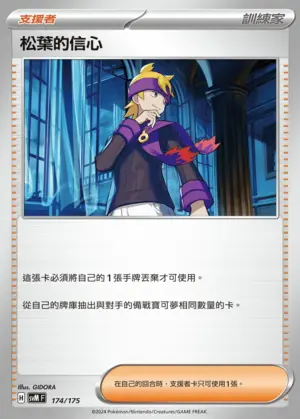 支援者
訓練家
松葉的信心
這張卡必須將自己的1張手牌丟棄才可使用。
從自己的牌庫抽出與對手的備戰寶可夢相同數量的卡。
Illus. GIDORA
H SVM F 174/175
在自己的回合時,支援者卡只可使用1張。
©2024 Pokémon/Nintendo/Creatures/GAME FREAK.